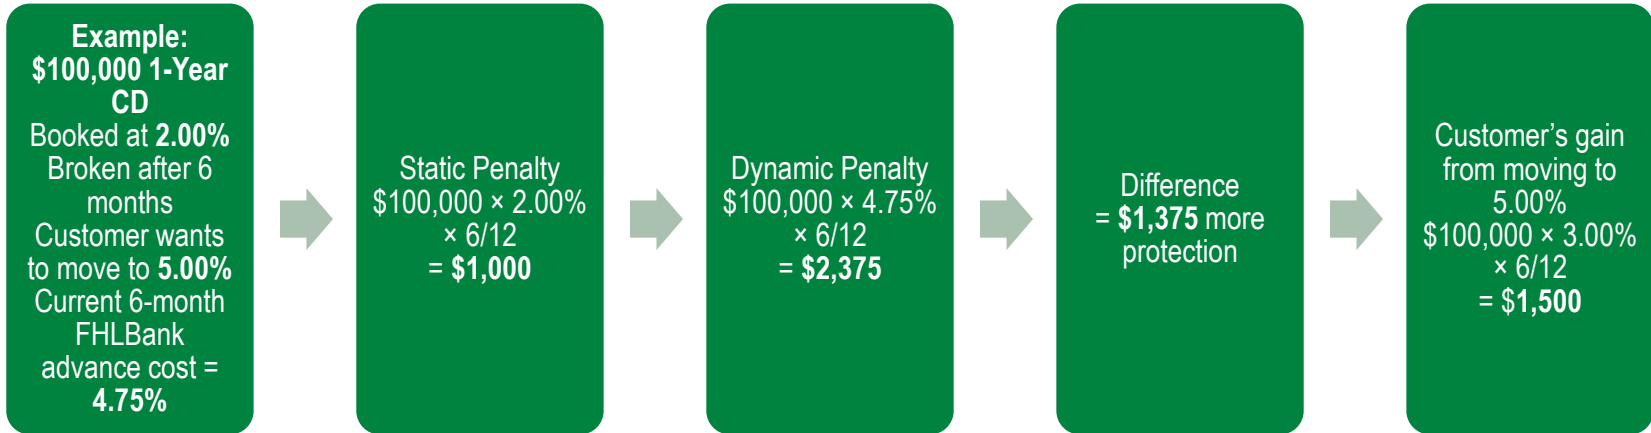 Example:
$100,000 1-Year
CD
Booked at 2.00%
Broken after 6
months
Customer wants
to move to 5.00%
Current 6-month
FHLBank
advance cost =
4.75%
Static Penalty
$100,000 × 2.00%
× 6/12
= $1,000
Dynamic Penalty
$100,000 × 4.75%
× 6/12
= $2,375
Difference
= $1,375 more
protection
Customer’s gain
from moving to
5.00%
$100,000 × 3.00%
× 6/12
= $1,500